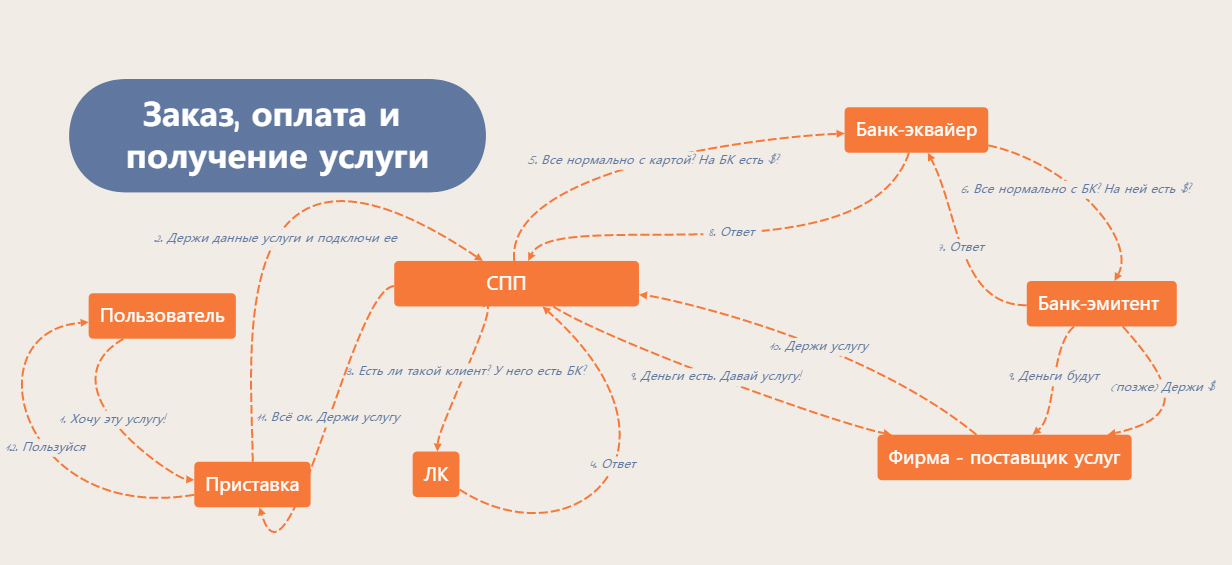 Заказ, оплата и
получение услуги
Банк-эквайер
5. Все нормально с картой? На БК есть $?
6. Все нормально с БК? На ней есть $?
8. Ответ
2. Держи данные услуги и подключи ее
7. Ответ
СПП
Банк-эмитент
Пользователь
10. Держи услугу
3. Есть ли такой клиент? У него есть БК?
9. Деньги есть. Давай услугу!
9. Деньги будут
(позже) Держи $
1. Хочу эту услугу!
11. Всё ок. Держи услугу
12. Пользуйся
Фирма - поставщик услуг
4. Ответ
ЛК
Приставка